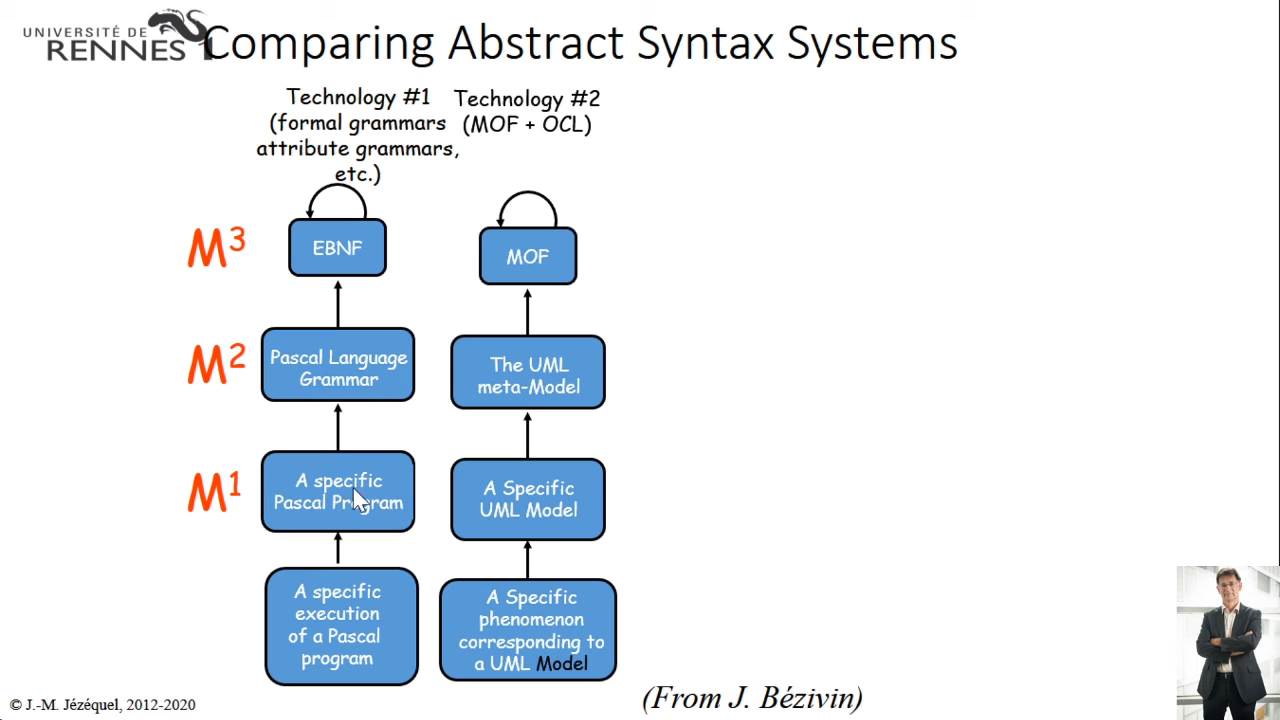 UNIVERSITÉ DE
RENNES 1
Comparing Abstract Syntax Systems
Technology #1
(formal grammars
attribute grammars,
etc.)
Technology #2
(MOF + OCL)
M3
EBNF
MOF
M2
Pascal Language
Grammar
The UML
meta-Model
M1
A specific
Pascal Program
A Specific
UML Model
A specific
execution
of a Pascal
program
A Specific
phenomenon
corresponding to
a UML Model
(From J. Bézivin)
© J.-M. Jézéquel, 2012-2020